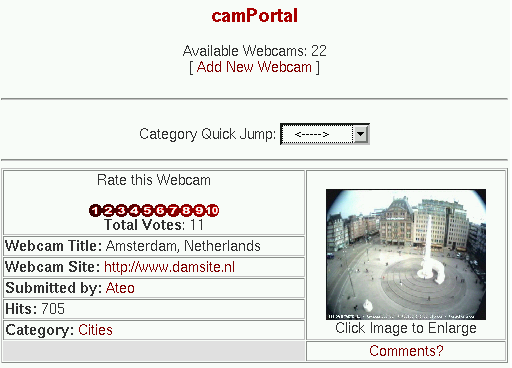 camPortal
Available Webcams: 22
[ Add New Webcam ]
Category Quick Jump: <----->
Rate this Webcam
1 2 3 4 5 6 7 8 9 10
Total Votes: 11
Webcam Title: Amsterdam, Netherlands
Webcam Site: http://www.damsite.nl
Submitted by: Ateo
Hits: 705
Category: Cities
Click Image to Enlarge
Comments?